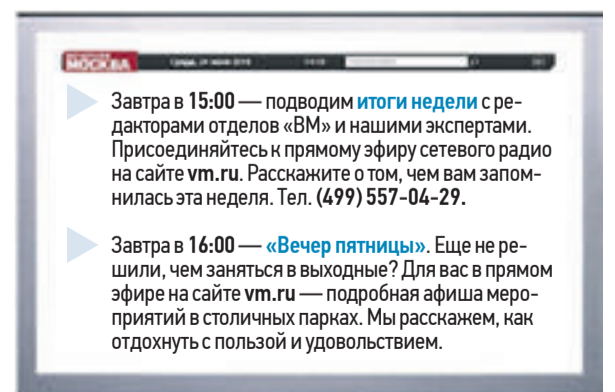 МОСКВА
Завтра в 15:00 — подводим итоги недели с ре-
дакторами отделов «ВМ» и нашими экспертами.
Присоединяйтесь к прямому эфиру сетевого радио
на сайте vm.ru. Расскажите о том, чем вам запом-
нилась эта неделя. Тел. (499) 557-04-29.
Завтра в 16:00 — «Вечер пятницы». Еще не ре-
шили, чем заняться в выходные? Для вас в прямом
эфире на сайте vm.ru — подробная афиша меро-
приятий в столичных парках. Мы расскажем, как
отдохнуть с пользой и удовольствием.